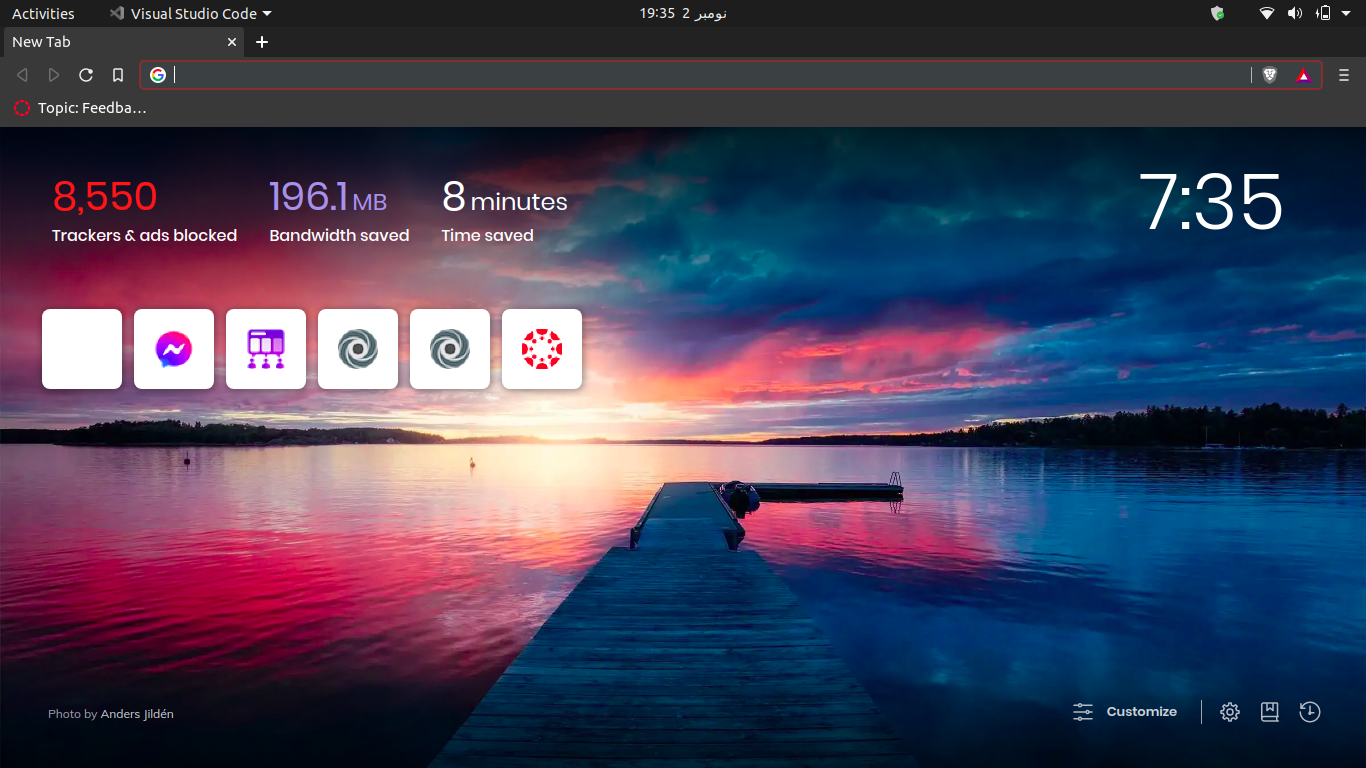 Activities
Visual Studio Code
نومبر 2 19:35
New Tab
Topic: Feedba…
8,550
Trackers & ads blocked
196.1 MB
Bandwidth saved
8 minutes
Time saved
7:35
Photo by Anders Jildén
Customize